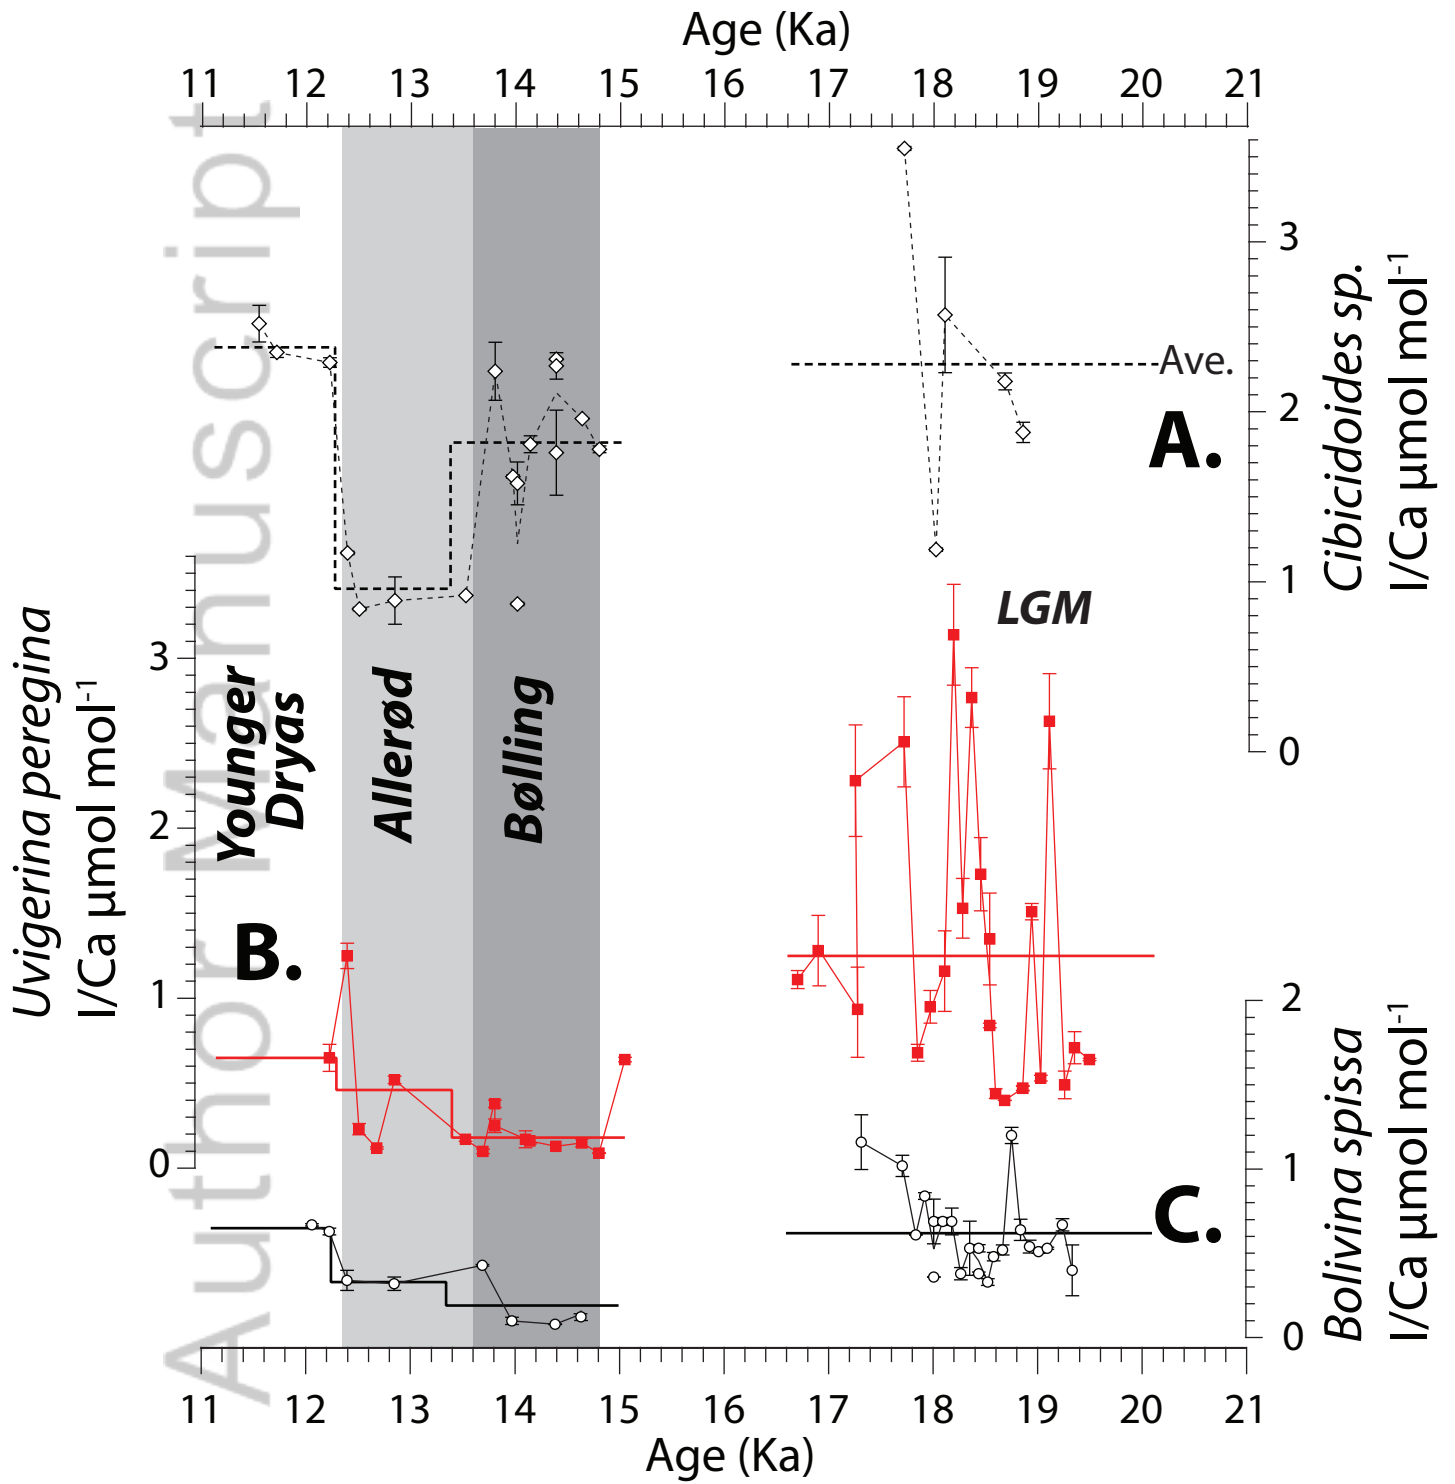 Age (Ka)
11 12 13 14 15 16 17 18 19 20 21
3
2
1
0
Cibicidoides sp.
I/Ca µmol mol-1
Ave.
A.
LGM
Uvigerina peregina
I/Ca µmol mol-1
3
2
1
0
Younger
Dryas
Allerød
Bølling
B.
2
1
0
C.
Bolivina spissa
I/Ca µmol mol-1
11 12 13 14 15 16 17 18 19 20 21
Age (Ka)
Author Manuscript